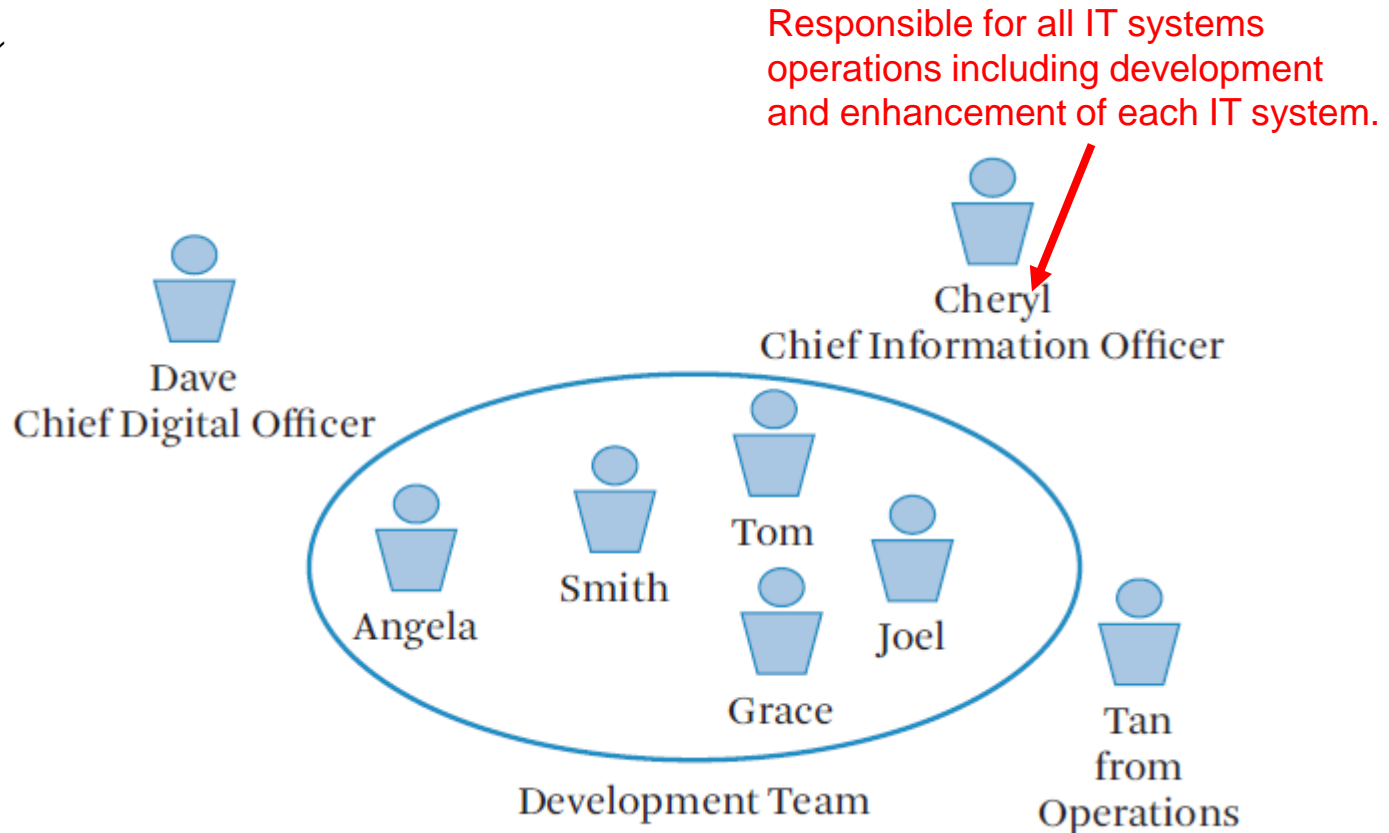 Responsible for all IT systems
operations including development
and enhancement of each IT system.
Cheryl
Chief Information Officer
Dave
Chief Digital Officer
Tom
Smith
Angela
Joel
Grace
Tan
from
Operations
Development Team